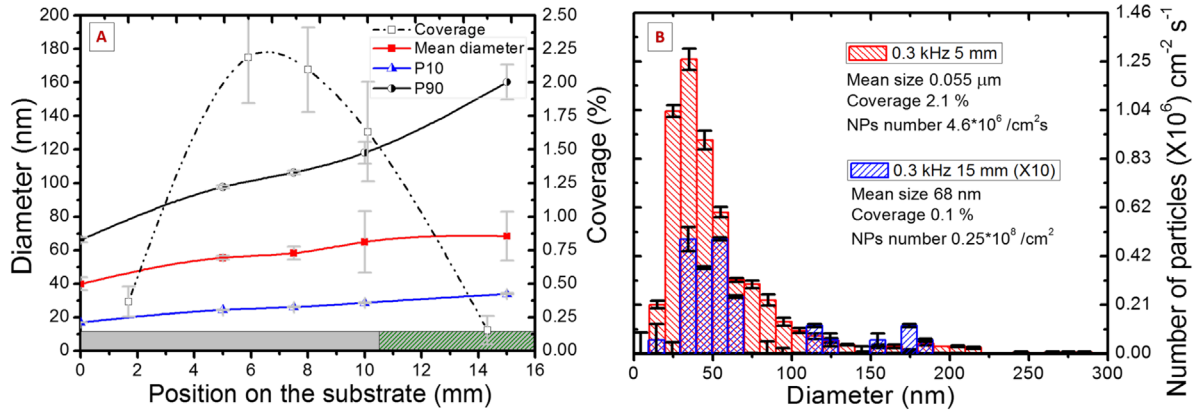 A
200
180
160
140
120
100
80
60
40
20
0
Diameter (nm)
0 2 4 6 8 10 12 14 16
Position on the substrate (mm)
2.50
2.25
2.00
1.75
1.50
1.25
1.00
0.75
0.50
0.25
0.00
Coverage (%)
Coverage
Mean diameter
P10
P90
B
0.3 kHz 5 mm
Mean size 0.055 μm
Coverage 2.1 %
NPs number 4.6*10⁶ /cm²s
0.3 kHz 15 mm (X10)
Mean size 68 nm
Coverage 0.1 %
NPs number 0.25*10⁸ /cm²
0 50 100 150 200 250 300
Diameter (nm)
1.46
1.25
1.04
0.83
0.62
0.42
0.21
0.00
Number of particles (X10⁶) cm⁻² s⁻¹